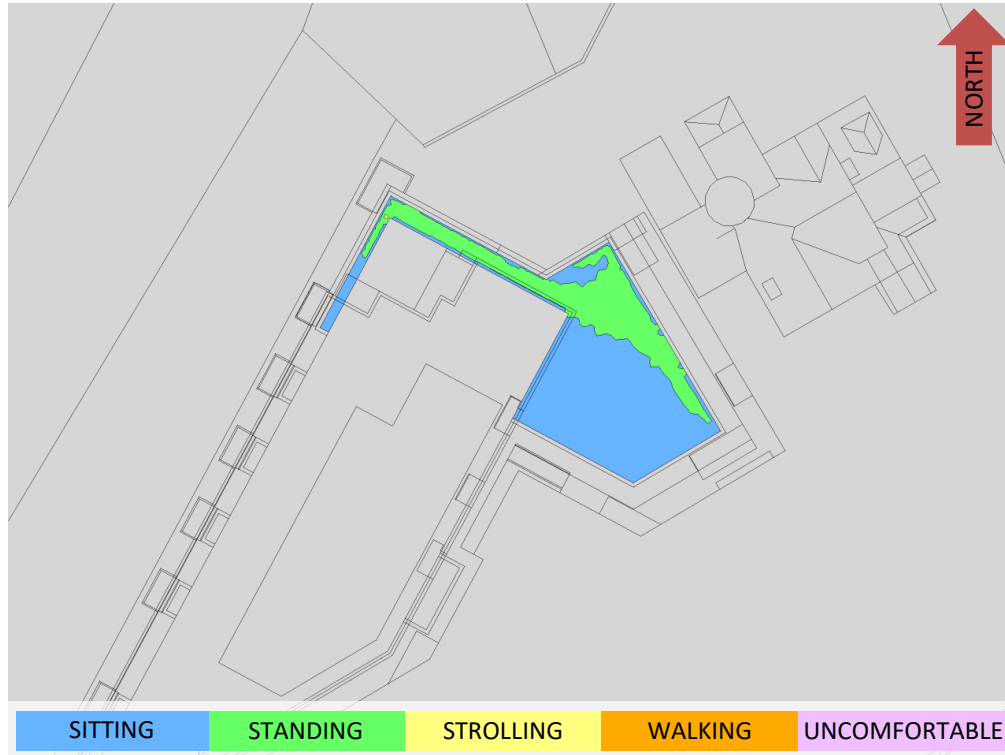 NORTH
SITTING
STANDING
STROLLING
WALKING
UNCOMFORTABLE